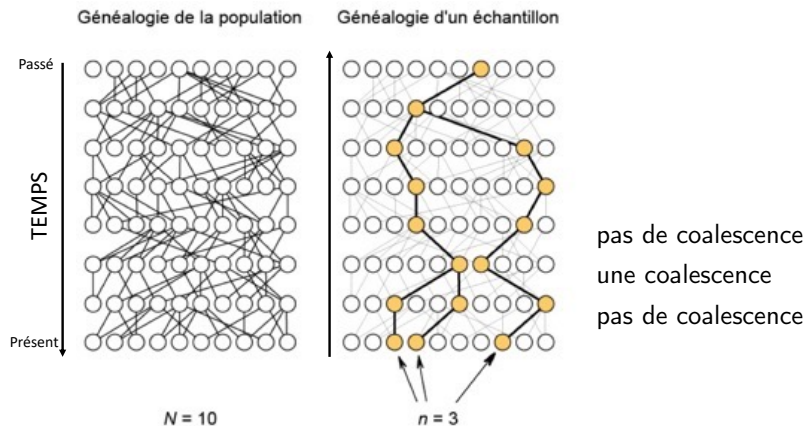 Généalogie de la population
Généalogie d'un échantillon
Passé
TEMPS
Présent
pas de coalescence
une coalescence
pas de coalescence
N = 10
n = 3